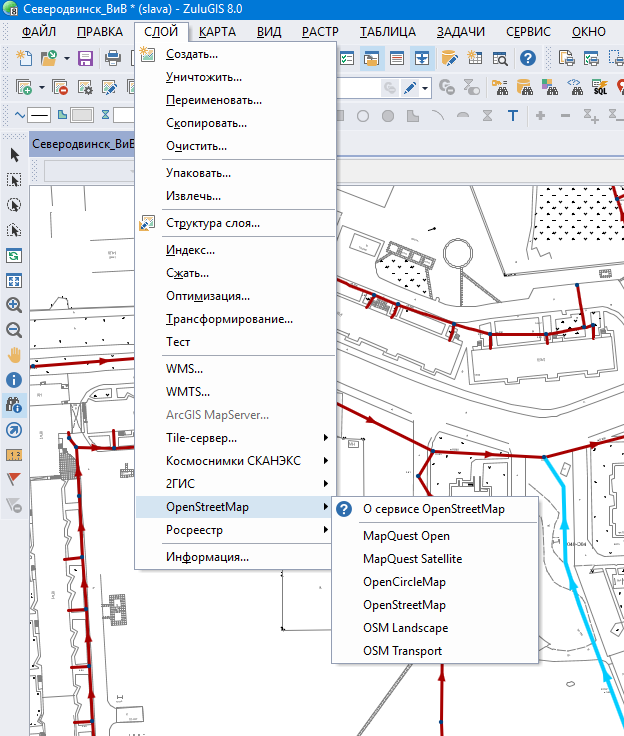 Северодвинск_ВиВ * (slava) - ZuluGIS 8.0
ФАЙЛ ПРАВКА СЛОЙ КАРТА ВИД РАСТР ТАБЛИЦА ЗАДАЧИ СЕРВИС ОКНО
Создать...
Уничтожить...
Переименовать...
Скопировать...
Очистить...
Упаковать...
Извлечь...
Структура слоя...
Индекс...
Сжать...
Оптимизация...
Трансформирование...
Тест
WMS...
WMTS...
ArcGIS MapServer...
Tile-сервер...
Космоснимки СКАНЭКС
2ГИС
OpenStreetMap
Росреестр
Информация...
О сервисе OpenStreetMap
MapQuest Open
MapQuest Satellite
OpenCircleMap
OpenStreetMap
OSM Landscape
OSM Transport
Северодвинск_ВиВ
SQL